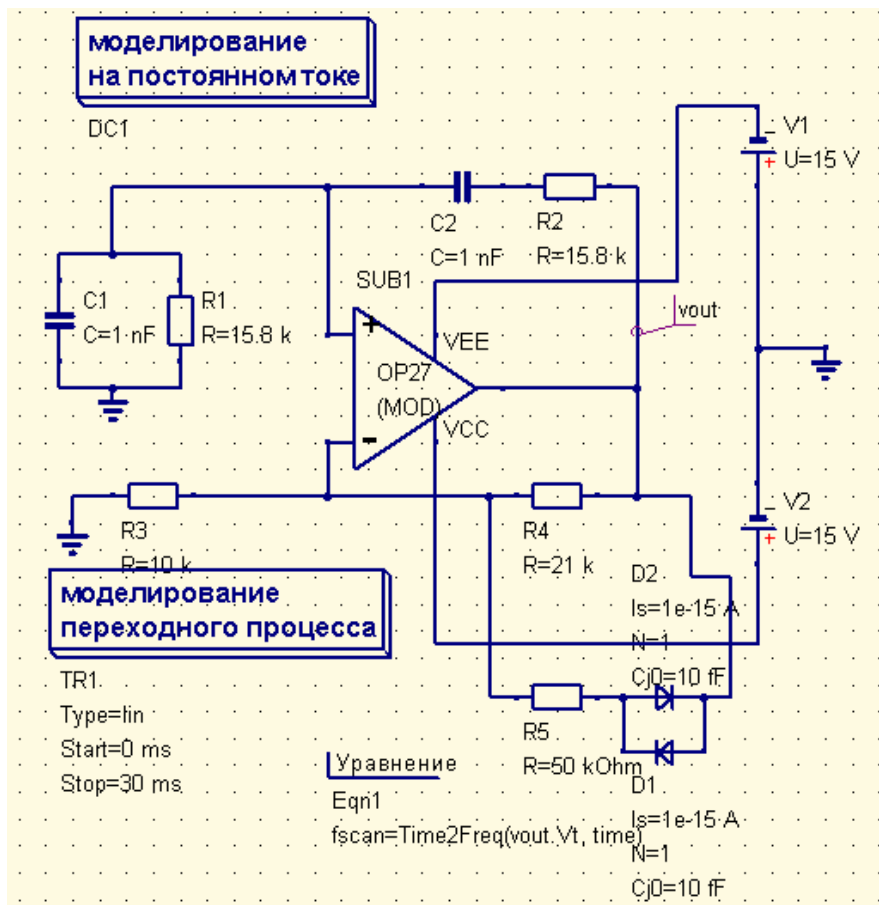 моделирование
на постоянном токе
DC1
V1
U=15 V
C2
C=1 nF
R2
R=15.8 k
SUB1
C1
C=1 nF
R1
R=15.8 k
vout
+
VEE
OP27
(MOD)
VCC
-
R3
R=10 k
R4
R=21 k
V2
U=15 V
моделирование
переходного процесса
D2
Is=1e-15 A
N=1
Cj0=10 fF
TR1
Type=lin
Start=0 ms
Stop=30 ms
R5
R=50 kOhm
Уравнение
Eqn1
fscan=Time2Freq(vout.Vt, time)
D1
Is=1e-15 A
N=1
Cj0=10 fF